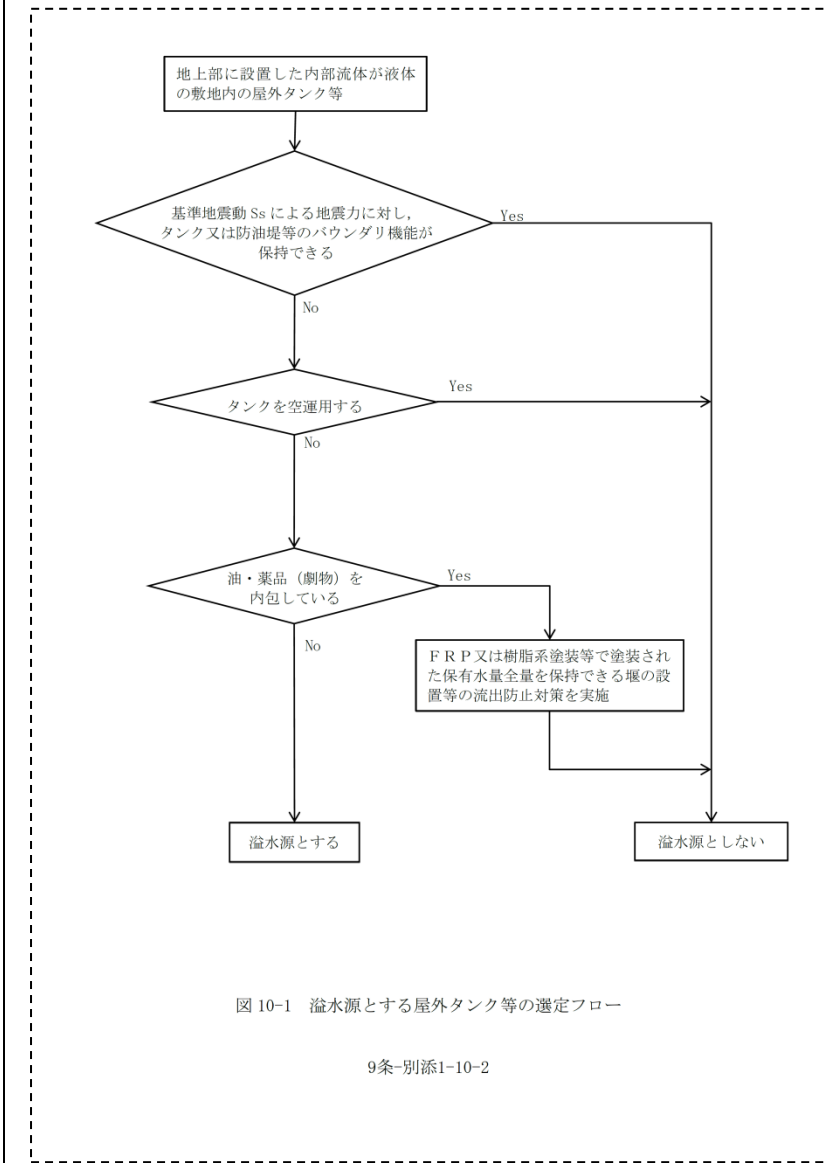 地上部に設置した内部流体が液体
の敷地内の屋外タンク等
基準地震動 Ss による地震力に対し，
タンク又は防油堤等のバウンダリ機能が
保持できる
Yes
No
タンクを空運用する
Yes
No
油・薬品（劇物）を
内包している
Yes
No
ＦＲＰ又は樹脂系塗装等で塗装され
た保有水量全量を保持できる堰の設
置等の流出防止対策を実施
溢水源とする
溢水源としない
図 10-1　溢水源とする屋外タンク等の選定フロー
9条-別添1-10-2